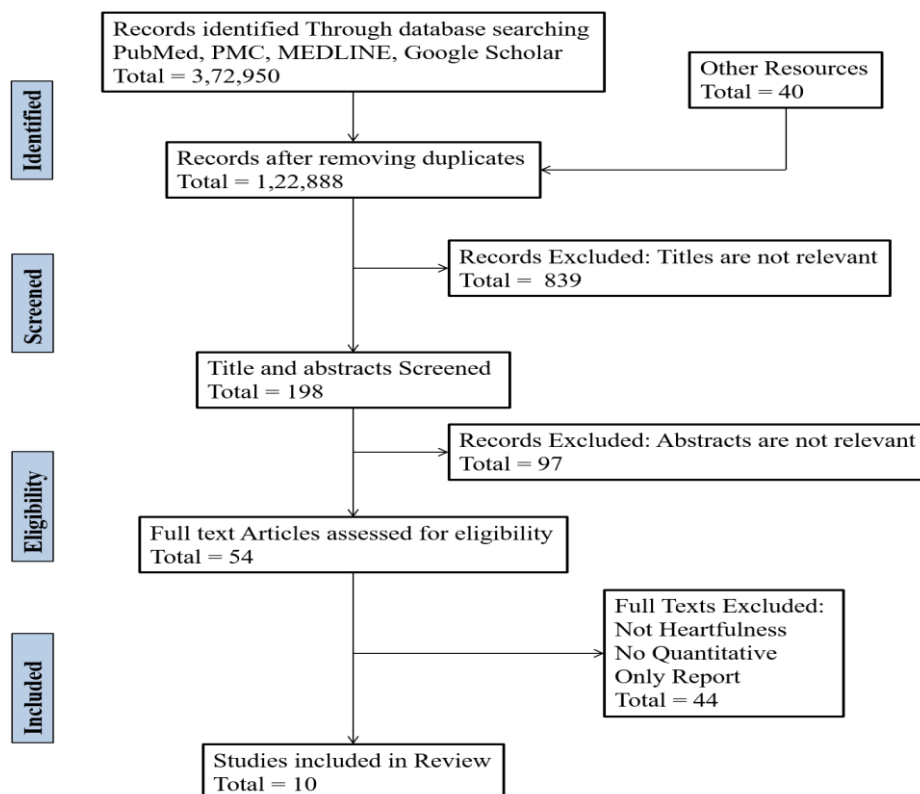 Records identified Through database searching
PubMed, PMC, MEDLINE, Google Scholar
Total = 3,72,950
Other Resources
Total = 40
Identified
Records after removing duplicates
Total = 1,22,888
Records Excluded: Titles are not relevant
Total = 839
Screened
Title and abstracts Screened
Total = 198
Records Excluded: Abstracts are not relevant
Total = 97
Eligibility
Full text Articles assessed for eligibility
Total = 54
Full Texts Excluded:
Not Heartfulness
No Quantitative
Only Report
Total = 44
Included
Studies included in Review
Total = 10